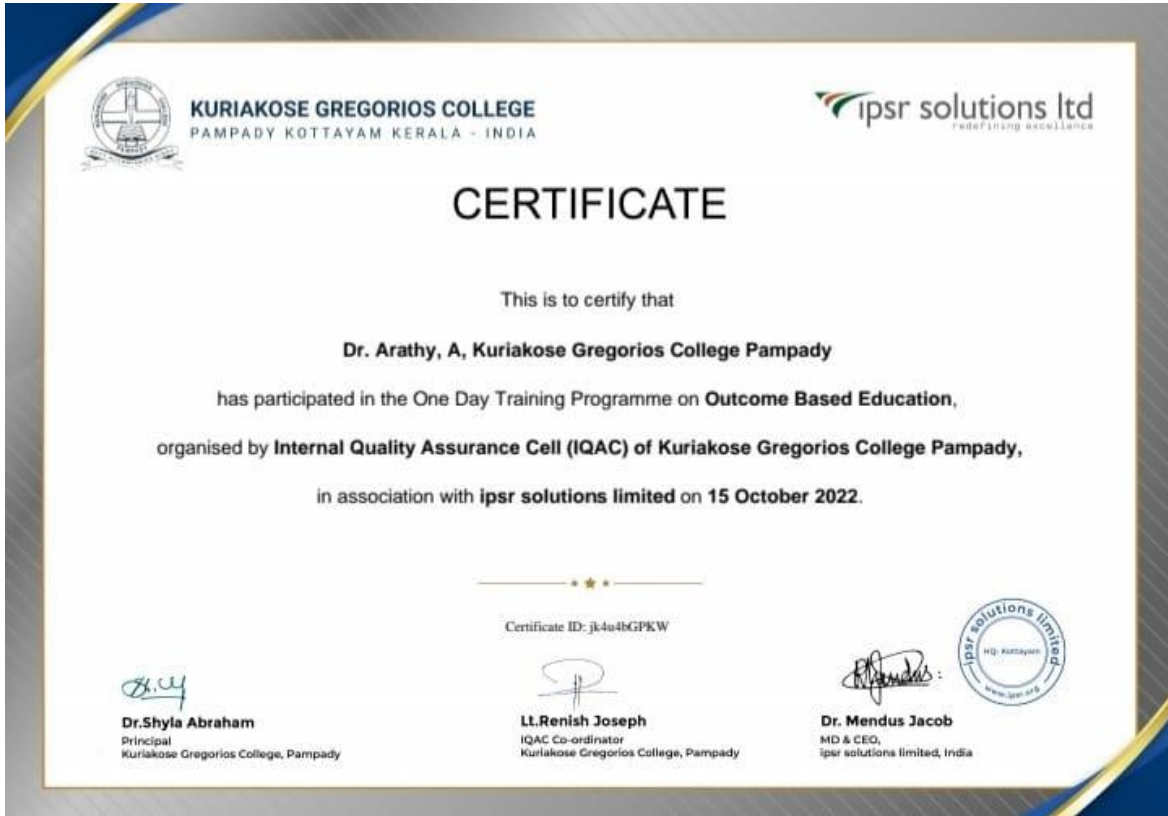 KURIAKOSE GREGORIOS COLLEGE
PAMPADY KOTTAYAM KERALA - INDIA
ipsr solutions ltd
redefining excellence
CERTIFICATE
This is to certify that
Dr. Arathy, A, Kuriakose Gregorios College Pampady
has participated in the One Day Training Programme on Outcome Based Education,
organised by Internal Quality Assurance Cell (IQAC) of Kuriakose Gregorios College Pampady,
in association with ipsr solutions limited on 15 October 2022.
Certificate ID: jk4u4bGPKW
Dr.Shyla Abraham
Principal
Kuriakose Gregorios College, Pampady
Lt.Renish Joseph
IQAC Co-ordinator
Kuriakose Gregorios College, Pampady
ipsr solutions limited
HQ: Kottayam
www.ipsr.org
Dr. Mendus Jacob
MD & CEO,
ipsr solutions limited, India